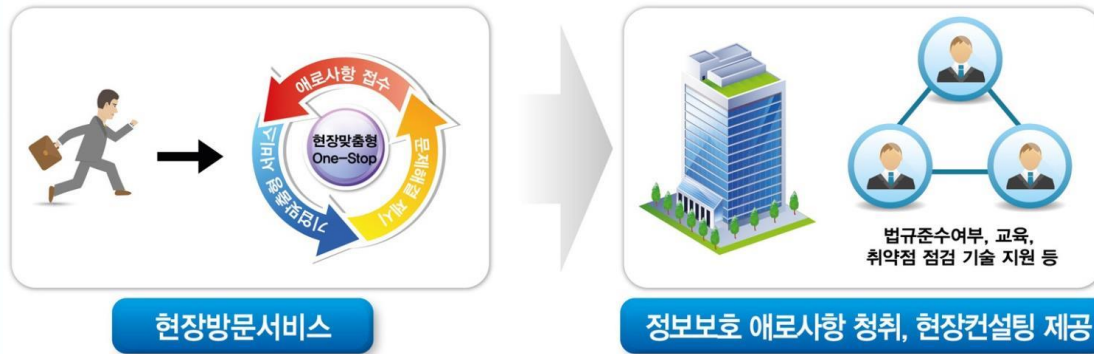 애로사항 접수
현장맞춤형
One-Stop
기업맞춤형 서비스
문제해결 제시
현장방문서비스
법규준수여부, 교육,
취약점 점검 기술 지원 등
정보보호 애로사항 청취, 현장컨설팅 제공